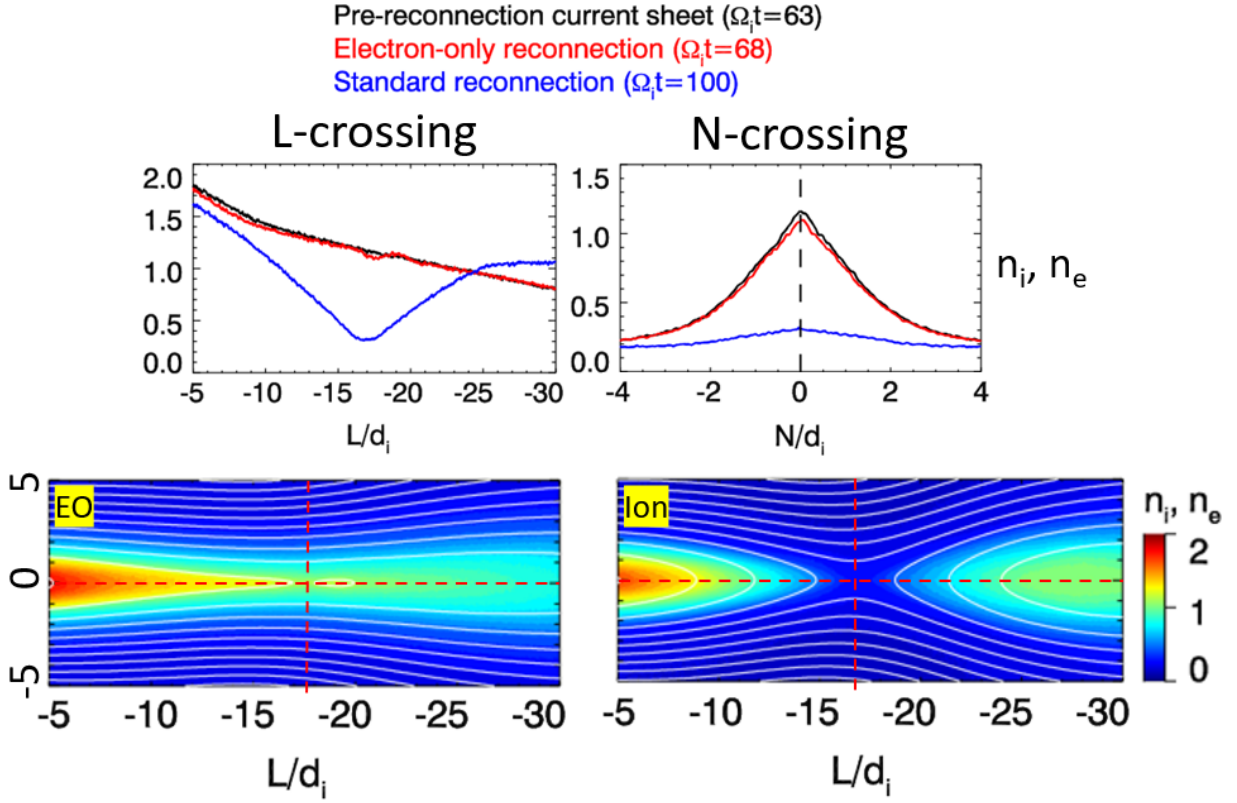 Pre-reconnection current sheet (Ωᵢt=63)
Electron-only reconnection (Ωᵢt=68)
Standard reconnection (Ωᵢt=100)
L-crossing N-crossing
2.0
1.5
1.0
0.5
0.0
-5 -10 -15 -20 -25 -30
L/dᵢ
1.5
1.0
0.5
0.0
-4 -2 0 2 4
N/dᵢ
nᵢ, nₑ
5
0
-5
EO
-5 -10 -15 -20 -25 -30
L/dᵢ
Ion
-5 -10 -15 -20 -25 -30
L/dᵢ
nᵢ, nₑ
2
1
0